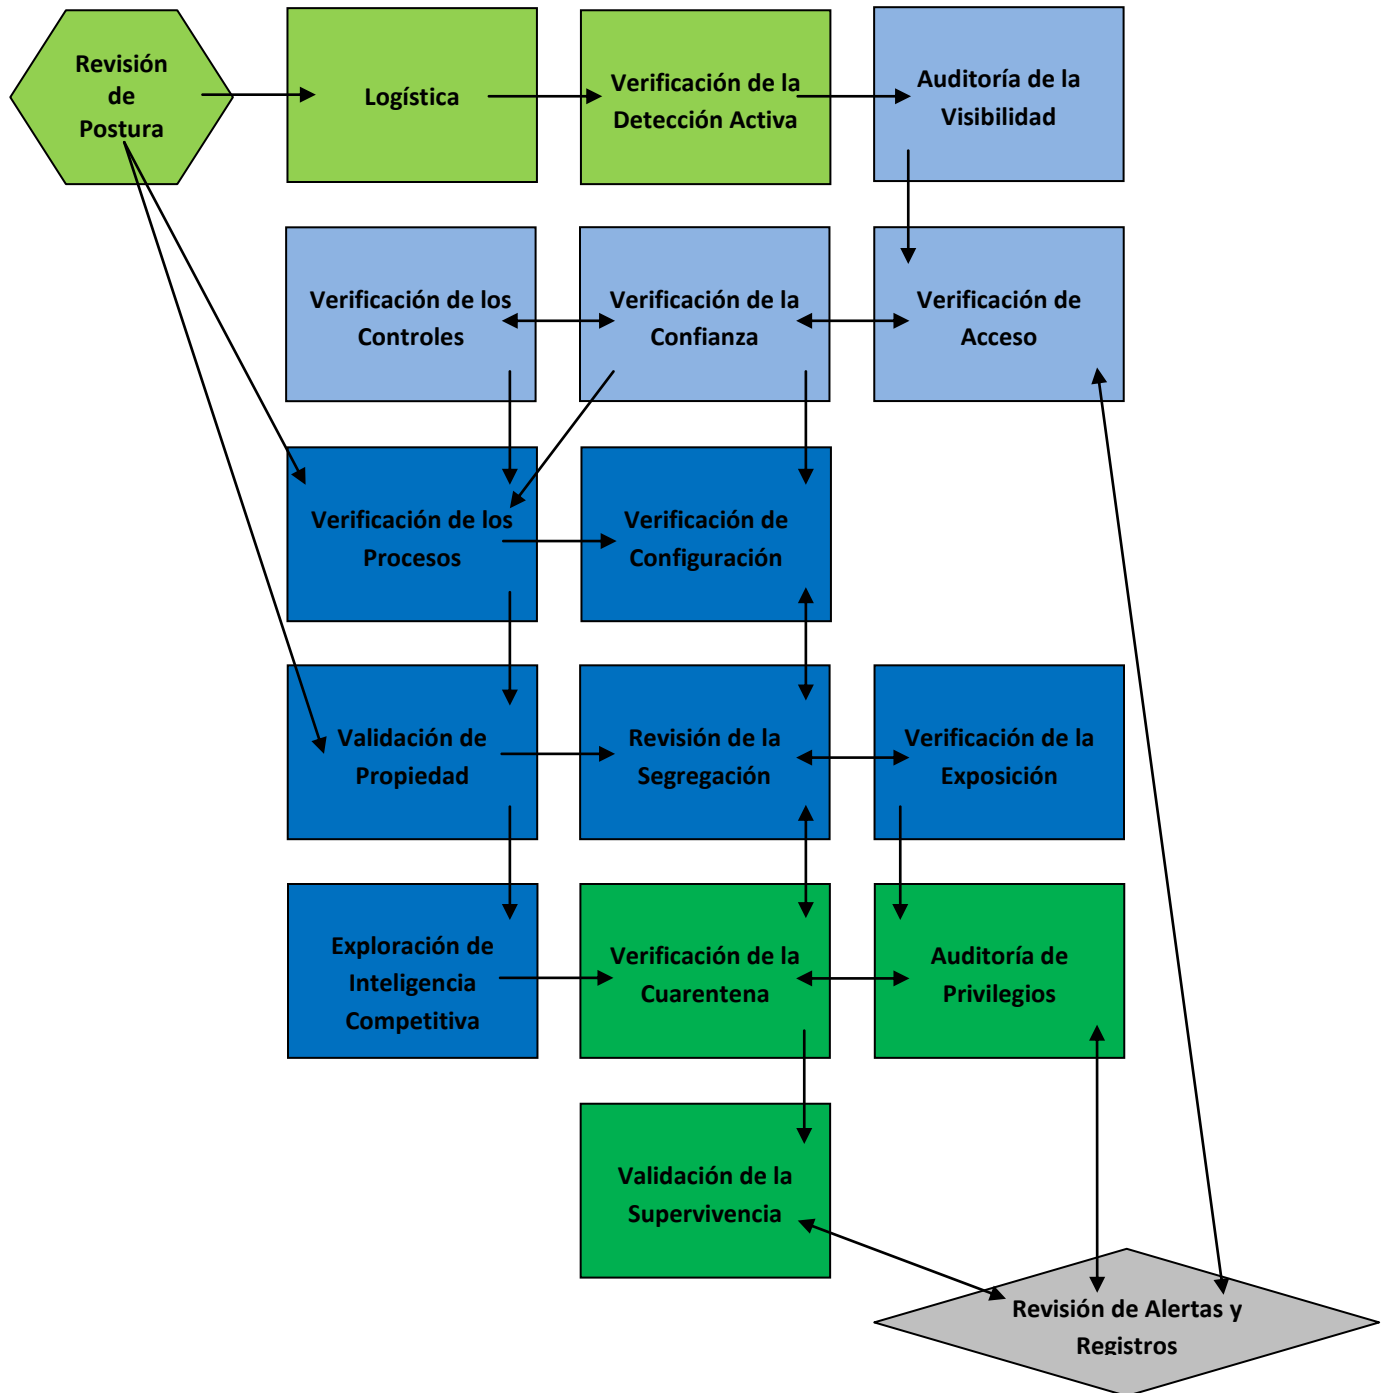 Revisión
de
Postura
Logística
Verificación de la
Detección Activa
Auditoría de la
Visibilidad
Verificación de los
Controles
Verificación de la
Confianza
Verificación de
Acceso
Verificación de los
Procesos
Verificación de
Configuración
Validación de
Propiedad
Revisión de la
Segregación
Verificación de la
Exposición
Exploración de
Inteligencia
Competitiva
Verificación de la
Cuarentena
Auditoría de
Privilegios
Validación de la
Supervivencia
Revisión de Alertas y
Registros